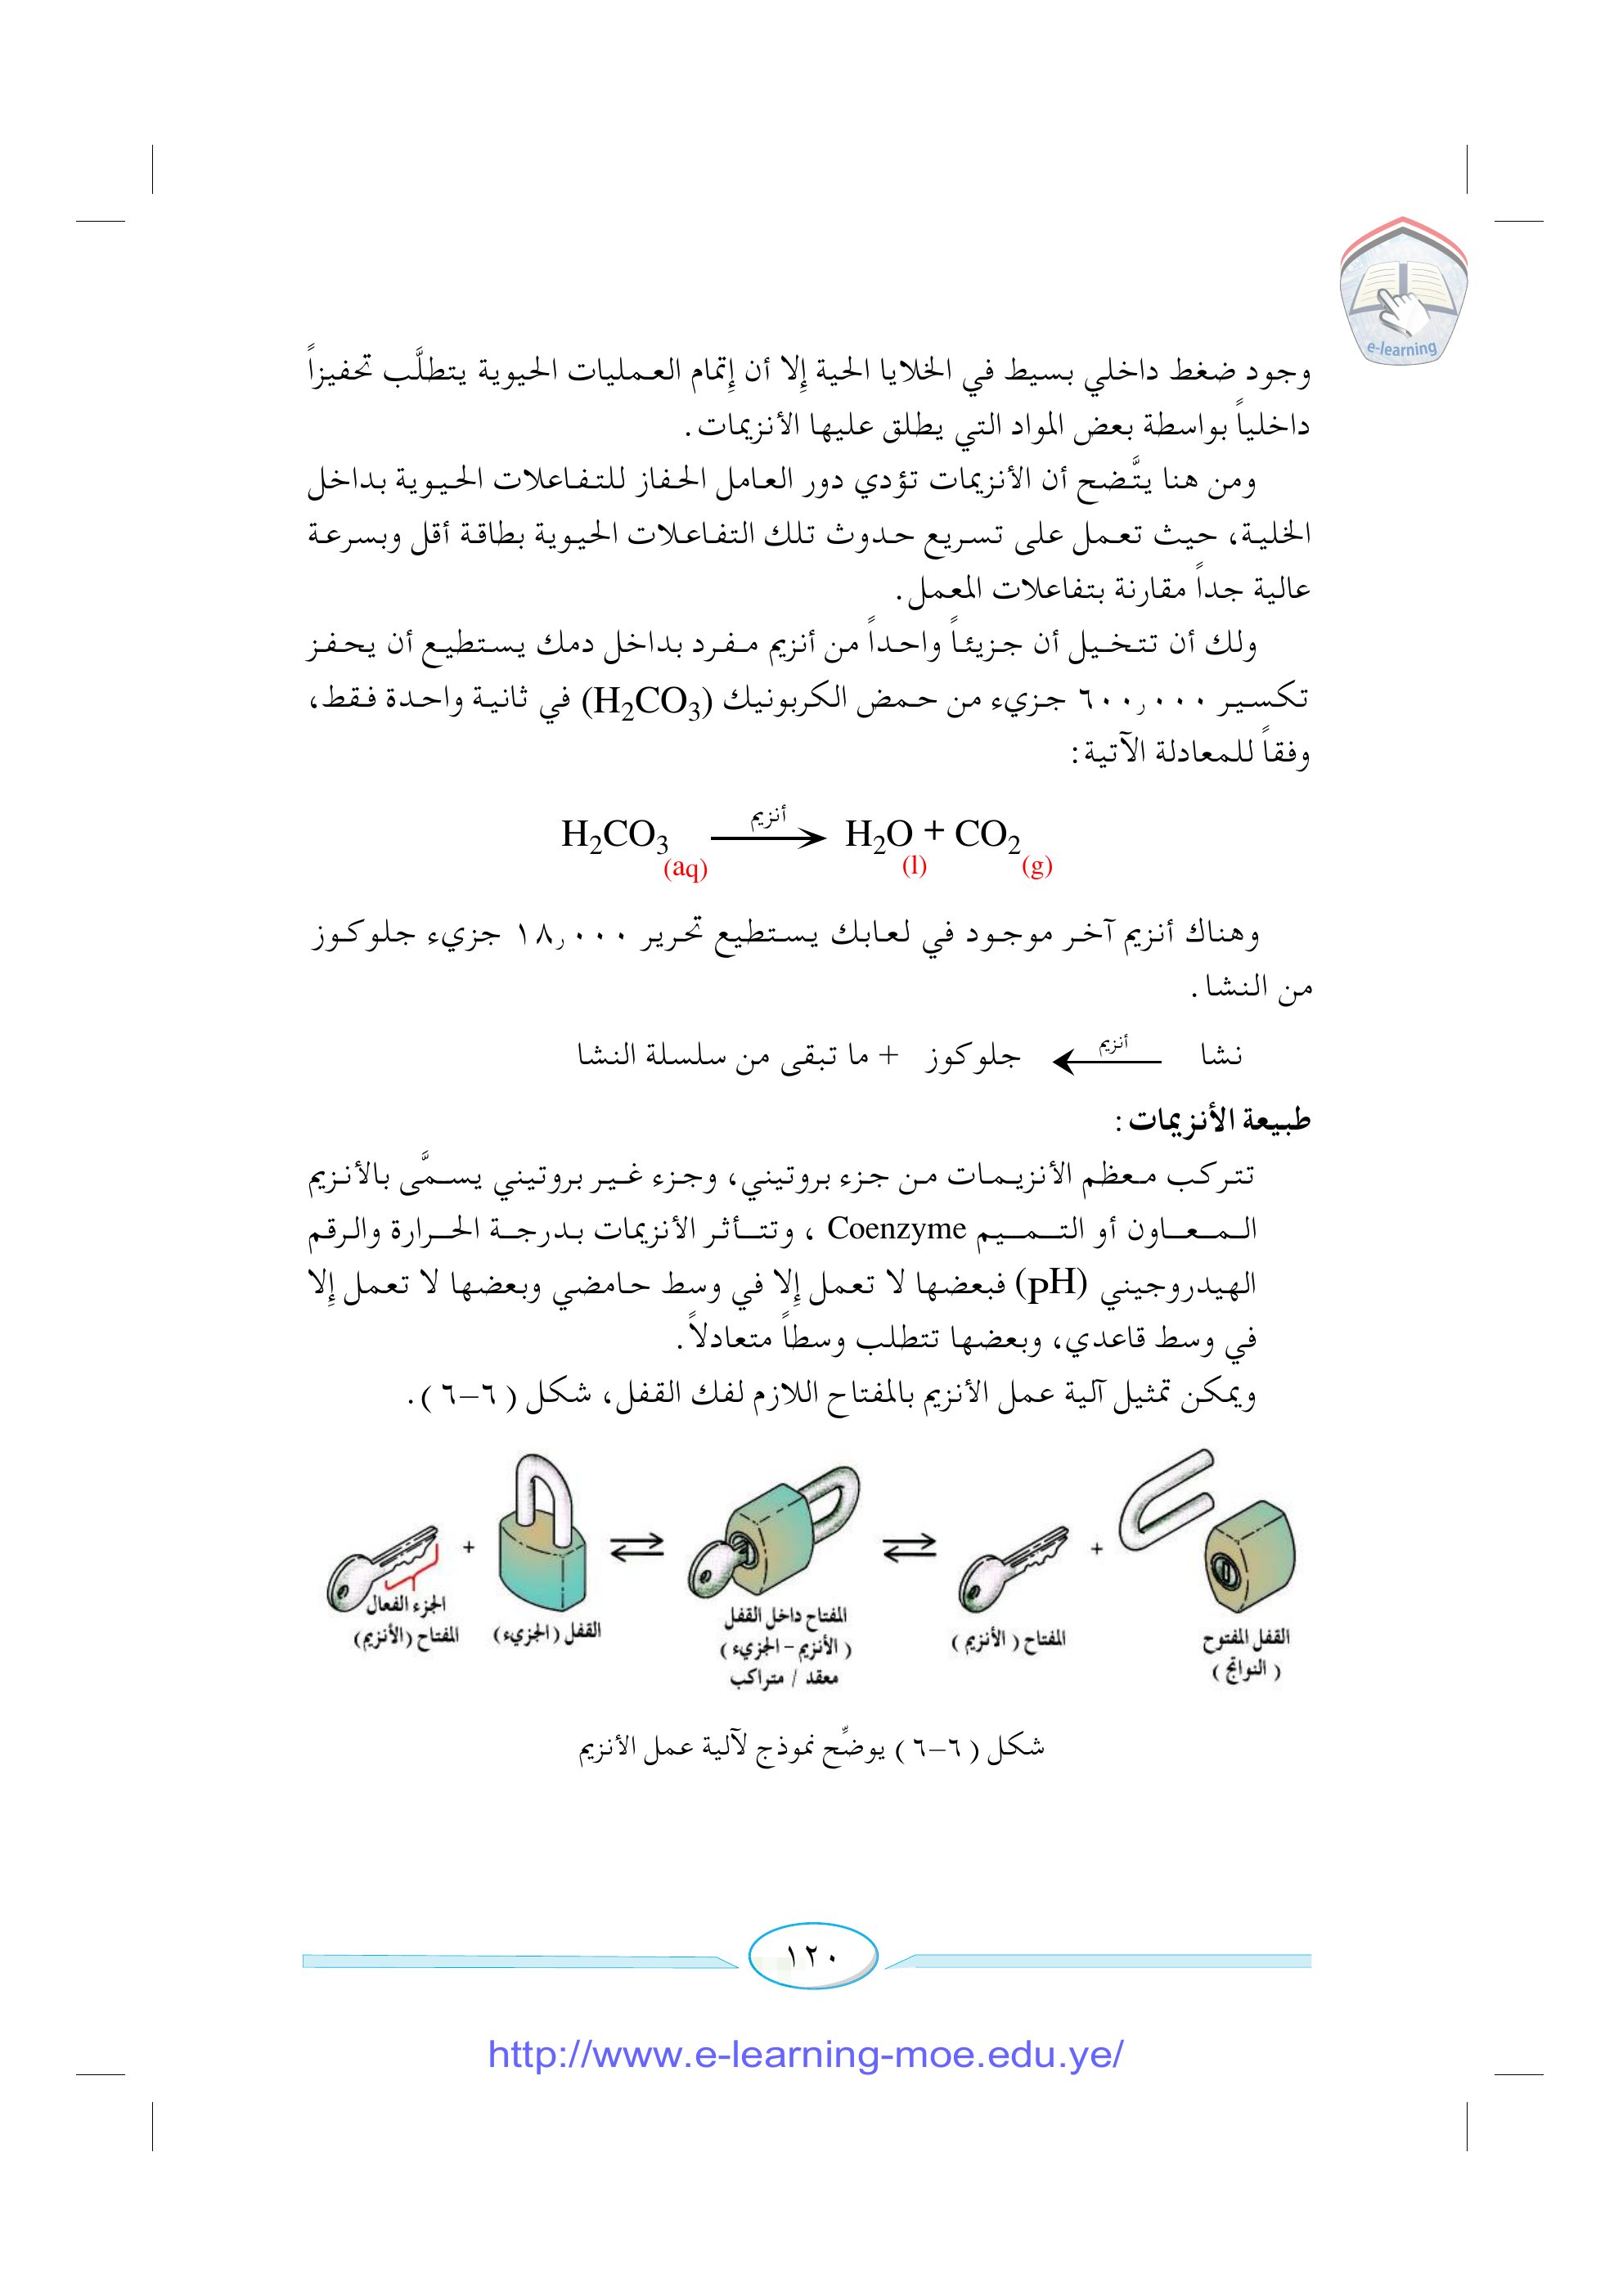 e-learning
وجود ضغط داخلي بسيط في الخلايا الحية إِلا أن إِتمام العمليات الحيوية يتطلَّب تحفيزاً
داخلياً بواسطة بعض المواد التي يطلق عليها الأنزيمات.
ومن هنا يتَّضح أن الأنزيمات تؤدي دور العامل الحفاز للتفاعلات الحيوية بداخل
الخلية، حيث تعمل على تسريع حدوث تلك التفاعلات الحيوية بطاقة أقل وبسرعة
عالية جداً مقارنة بتفاعلات المعمل.
ولك أن تتخيل أن جزيئاً واحداً من أنزيم مفرد بداخل دمك يستطيع أن يحفز
تكسير ٦٠٠٫٠٠٠ جزيء من حمض الكربونيك (H₂CO₃) في ثانية واحدة فقط،
وفقاً للمعادلة الآتية:
أنزيم
H₂CO₃ ⟶ H₂O + CO₂
(aq) (l) (g)
وهناك أنزيم آخر موجود في لعابك يستطيع تحرير ١٨٫٠٠٠ جزيء جلوكوز
من النشا.
نشا ⟵ أنزيم جلوكوز + ما تبقى من سلسلة النشا
طبيعة الأنزيمات:
تتركب معظم الأنزيمات من جزء بروتيني، وجزء غير بروتيني يسمَّى بالأنزيم
المعاون أو التميم Coenzyme ، وتتأثر الأنزيمات بدرجة الحرارة والرقم
الهيدروجيني (pH) فبعضها لا تعمل إِلا في وسط حامضي وبعضها لا تعمل إِلا
في وسط قاعدي، وبعضها تتطلب وسطاً متعادلاً.
ويمكن تمثيل آلية عمل الأنزيم بالمفتاح اللازم لفك القفل، شكل (٦–٦).
+ ⇌ ⇌ +
الجزء الفعال
المفتاح (الأنزيم)
القفل (الجزيء)
المفتاح داخل القفل
(الأنزيم - الجزيء)
معقد / متراكب
المفتاح (الأنزيم)
القفل المفتوح
(النواتج)
شكل (٦–٦) يوضِّح نموذج لآلية عمل الأنزيم
١٢٠
http://www.e-learning-moe.edu.ye/